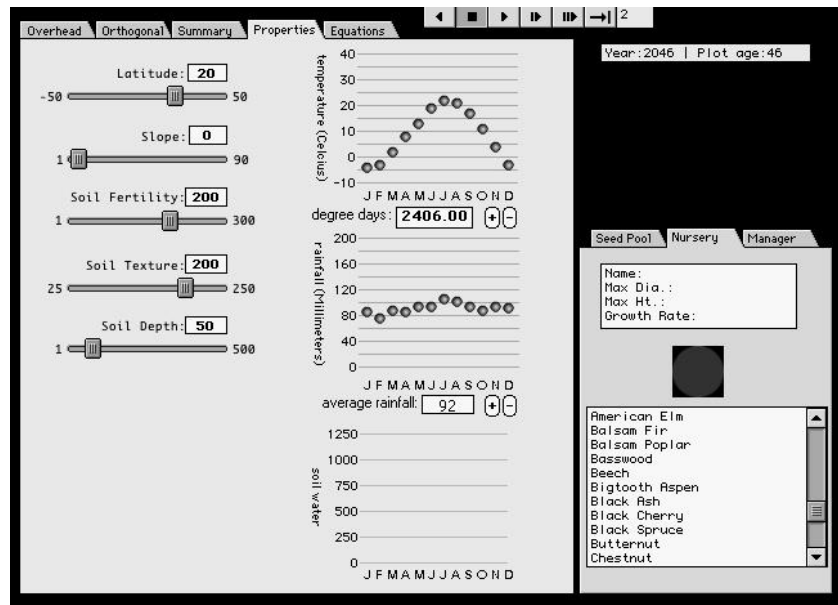 2
Overhead Orthogonal Summary Properties Equations
Year:2046 | Plot age:46
Latitude: 20
-50 50
Slope: 0
1 90
Soil Fertility: 200
1 300
Soil Texture: 200
25 250
Soil Depth: 50
1 500
temperature (Celcius)
40
30
20
10
0
-10
J F M A M J J A S O N D
degree days: 2406.00 + -
rainfall (Millimeters)
200
160
120
80
40
0
J F M A M J J A S O N D
average rainfall: 92 + -
soil water
1250
1000
750
500
250
0
J F M A M J J A S O N D
Seed Pool Nursery Manager
Name:
Max Dia.:
Max Ht.:
Growth Rate:
American Elm
Balsam Fir
Balsam Poplar
Basswood
Beech
Bigtooth Aspen
Black Ash
Black Cherry
Black Spruce
Butternut
Chestnut